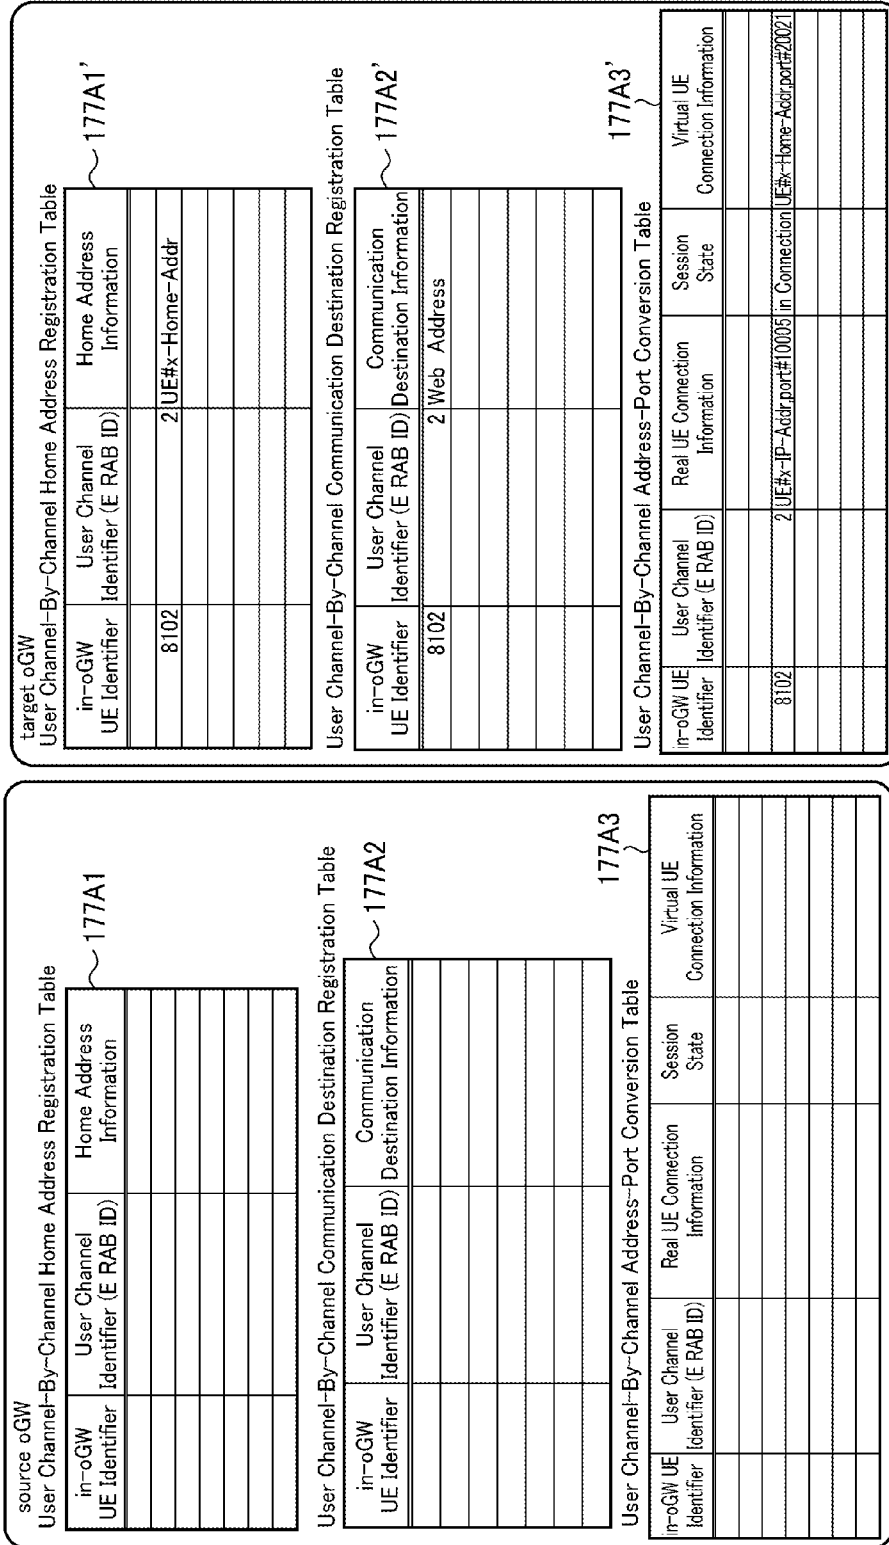 source oGW
User Channel-By-Channel Home Address Registration Table
177A1
in-oGW
UE Identifier
User Channel
Identifier (E RAB ID)
Home Address
Information
User Channel-By-Channel Communication Destination Registration Table
177A2
in-oGW
UE Identifier
User Channel
Identifier (E RAB ID)
Communication
Destination Information
User Channel-By-Channel Address-Port Conversion Table
177A3
in-oGW UE
Identifier
User Channel
Identifier (E RAB ID)
Real UE Connection
Information
Session
State
Virtual UE
Connection Information
target oGW
User Channel-By-Channel Home Address Registration Table
177A1'
in-oGW
UE Identifier
User Channel
Identifier (E RAB ID)
Home Address
Information
8102
2
UE#x-Home-Addr
User Channel-By-Channel Communication Destination Registration Table
177A2'
in-oGW
UE Identifier
User Channel
Identifier (E RAB ID)
Communication
Destination Information
8102
2
Web Address
User Channel-By-Channel Address-Port Conversion Table
177A3'
in-oGW UE
Identifier
User Channel
Identifier (E RAB ID)
Real UE Connection
Information
Session
State
Virtual UE
Connection Information
8102
2
UE#x-IP-Addr,port#10005
in Connection
UE#x-Home-Addr,port#20021